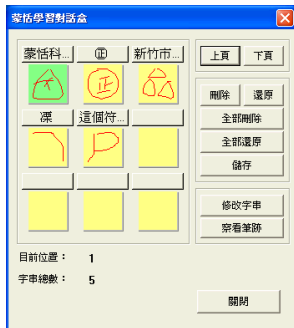 蒙恬學習對話盒
蒙恬科... 正 新竹市...
正
凜 這個符...
上頁 下頁
刪除 還原
全部刪除
全部還原
儲存
修改字串
察看筆跡
目前位置： 1
字串總數： 5
關閉